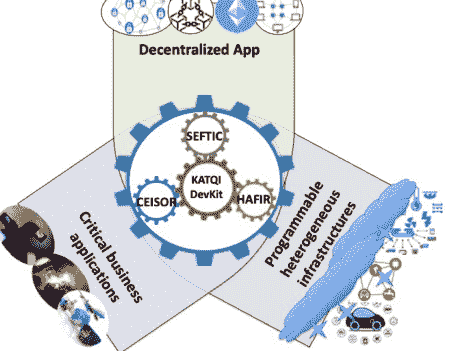 Decentralized App
SEFTIC
KATQI
DevKit
CEISOR
HAFIR
Critical business
applications
Programmable
heterogeneous
infrastructures